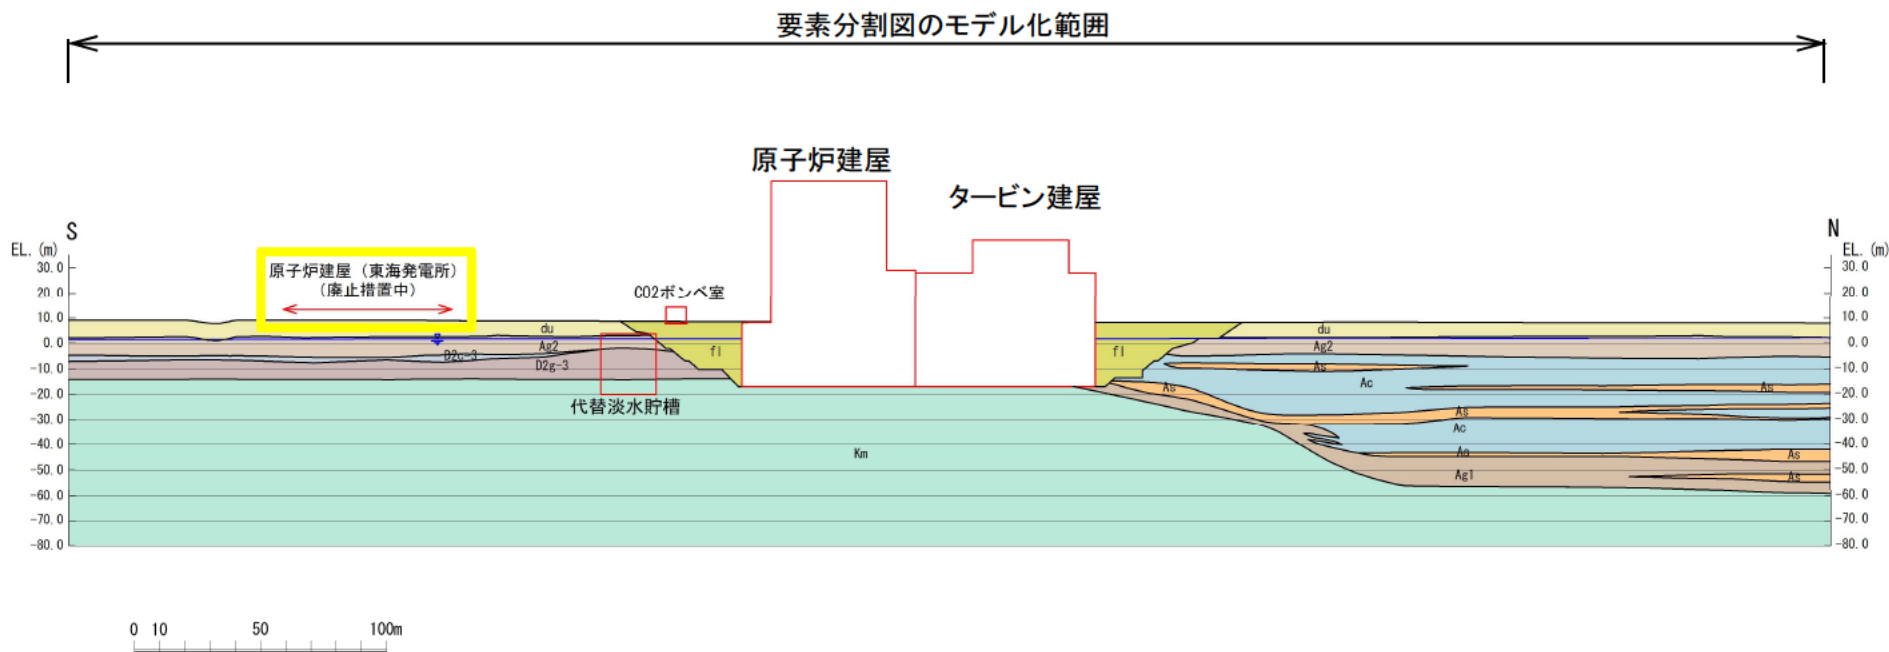 要素分割図のモデル化範囲
原子炉建屋
タービン建屋
S
N
EL. (m)
EL. (m)
原子炉建屋(東海発電所)
(廃止措置中)
CO2ボンベ室
30.0
20.0
10.0
0.0
-10.0
-20.0
-30.0
-40.0
-50.0
-60.0
-70.0
-80.0
30.0
20.0
10.0
0.0
-10.0
-20.0
-30.0
-40.0
-50.0
-60.0
-70.0
-80.0
du
du
Ag2
Ag2
fl
fl
D2c-3
D2g-3
As
Ac
As
As
代替淡水貯槽
As
Ac
Km
As
As
Ag1
As
0 10 50 100m